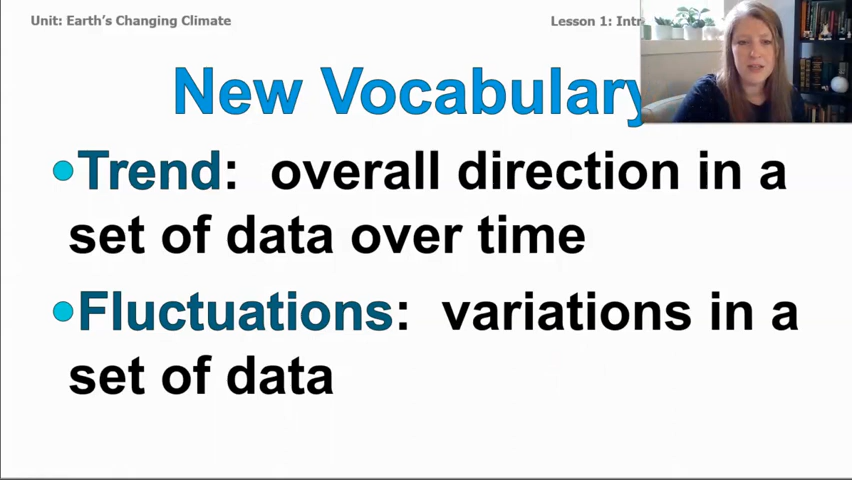 Unit: Earth's Changing Climate
Lesson 1:
New Vocabulary
•Trend: overall direction in a
set of data over time
•Fluctuations: variations in a
set of data